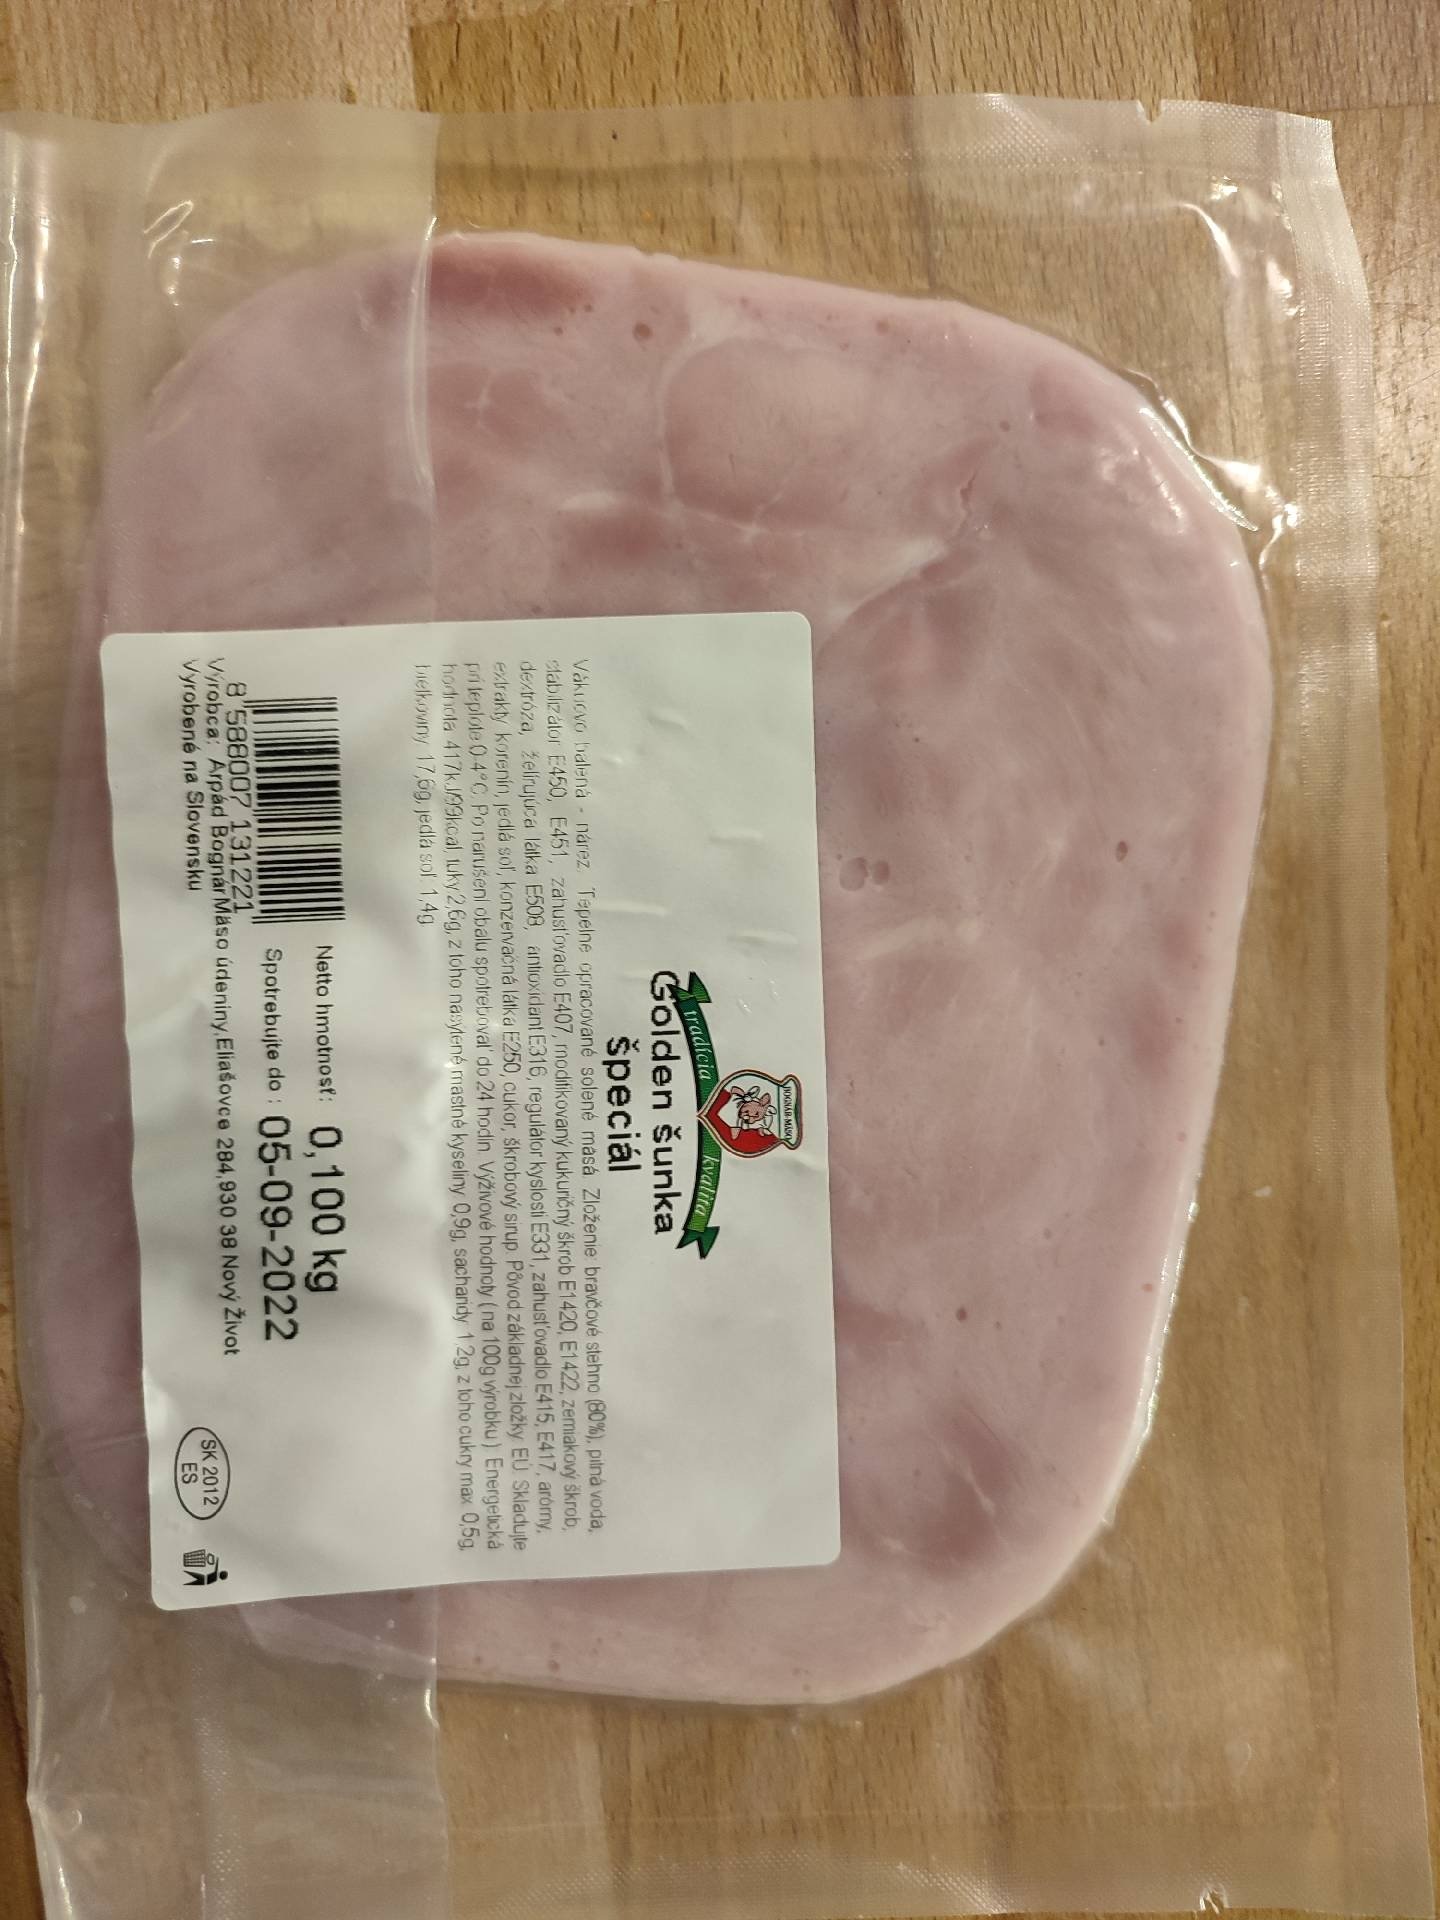 BOGNÁR-MÄSO
tradícia kvalita
Golden šunka
špeciál
Vákuovo balená - nárez. Tepelne opracované solené mäsá. Zloženie: bravčové stehno (80%), pitná voda,
stabilizátor E450, E451, zahusťovadlo E407, modifikovaný kukuričný škrob E1420, E1422, zemiakový škrob,
dextróza, želírujúca látka E508, antioxidant E316, regulátor kyslosti E331, zahusťovadlo E415, E417, arómy,
extrakty korenín, jedlá soľ, konzervačná látka E250, cukor, škrobový sirup. Pôvod základnej zložky: EÚ. Skladujte
pri teplote 0-4°C. Po narušení obalu spotrebovať do 24 hodín. Výživové hodnoty ( na 100g výrobku ) Energetická
hodnota 417kJ/99kcal, tuky 2,6g, z toho nasýtené mastné kyseliny 0,9g, sacharidy 1,2g, z toho cukry max 0,5g,
bielkoviny 17,6g, jedlá soľ 1,4g
Netto hmotnosť: 0,100 kg
Spotrebujte do : 05-09-2022
8 588007 131221
Výrobca: Arpád Bognár Mäso údeniny,Eliašovce 284,930 38 Nový Život
Vyrobené na Slovensku
SK 2012
ES